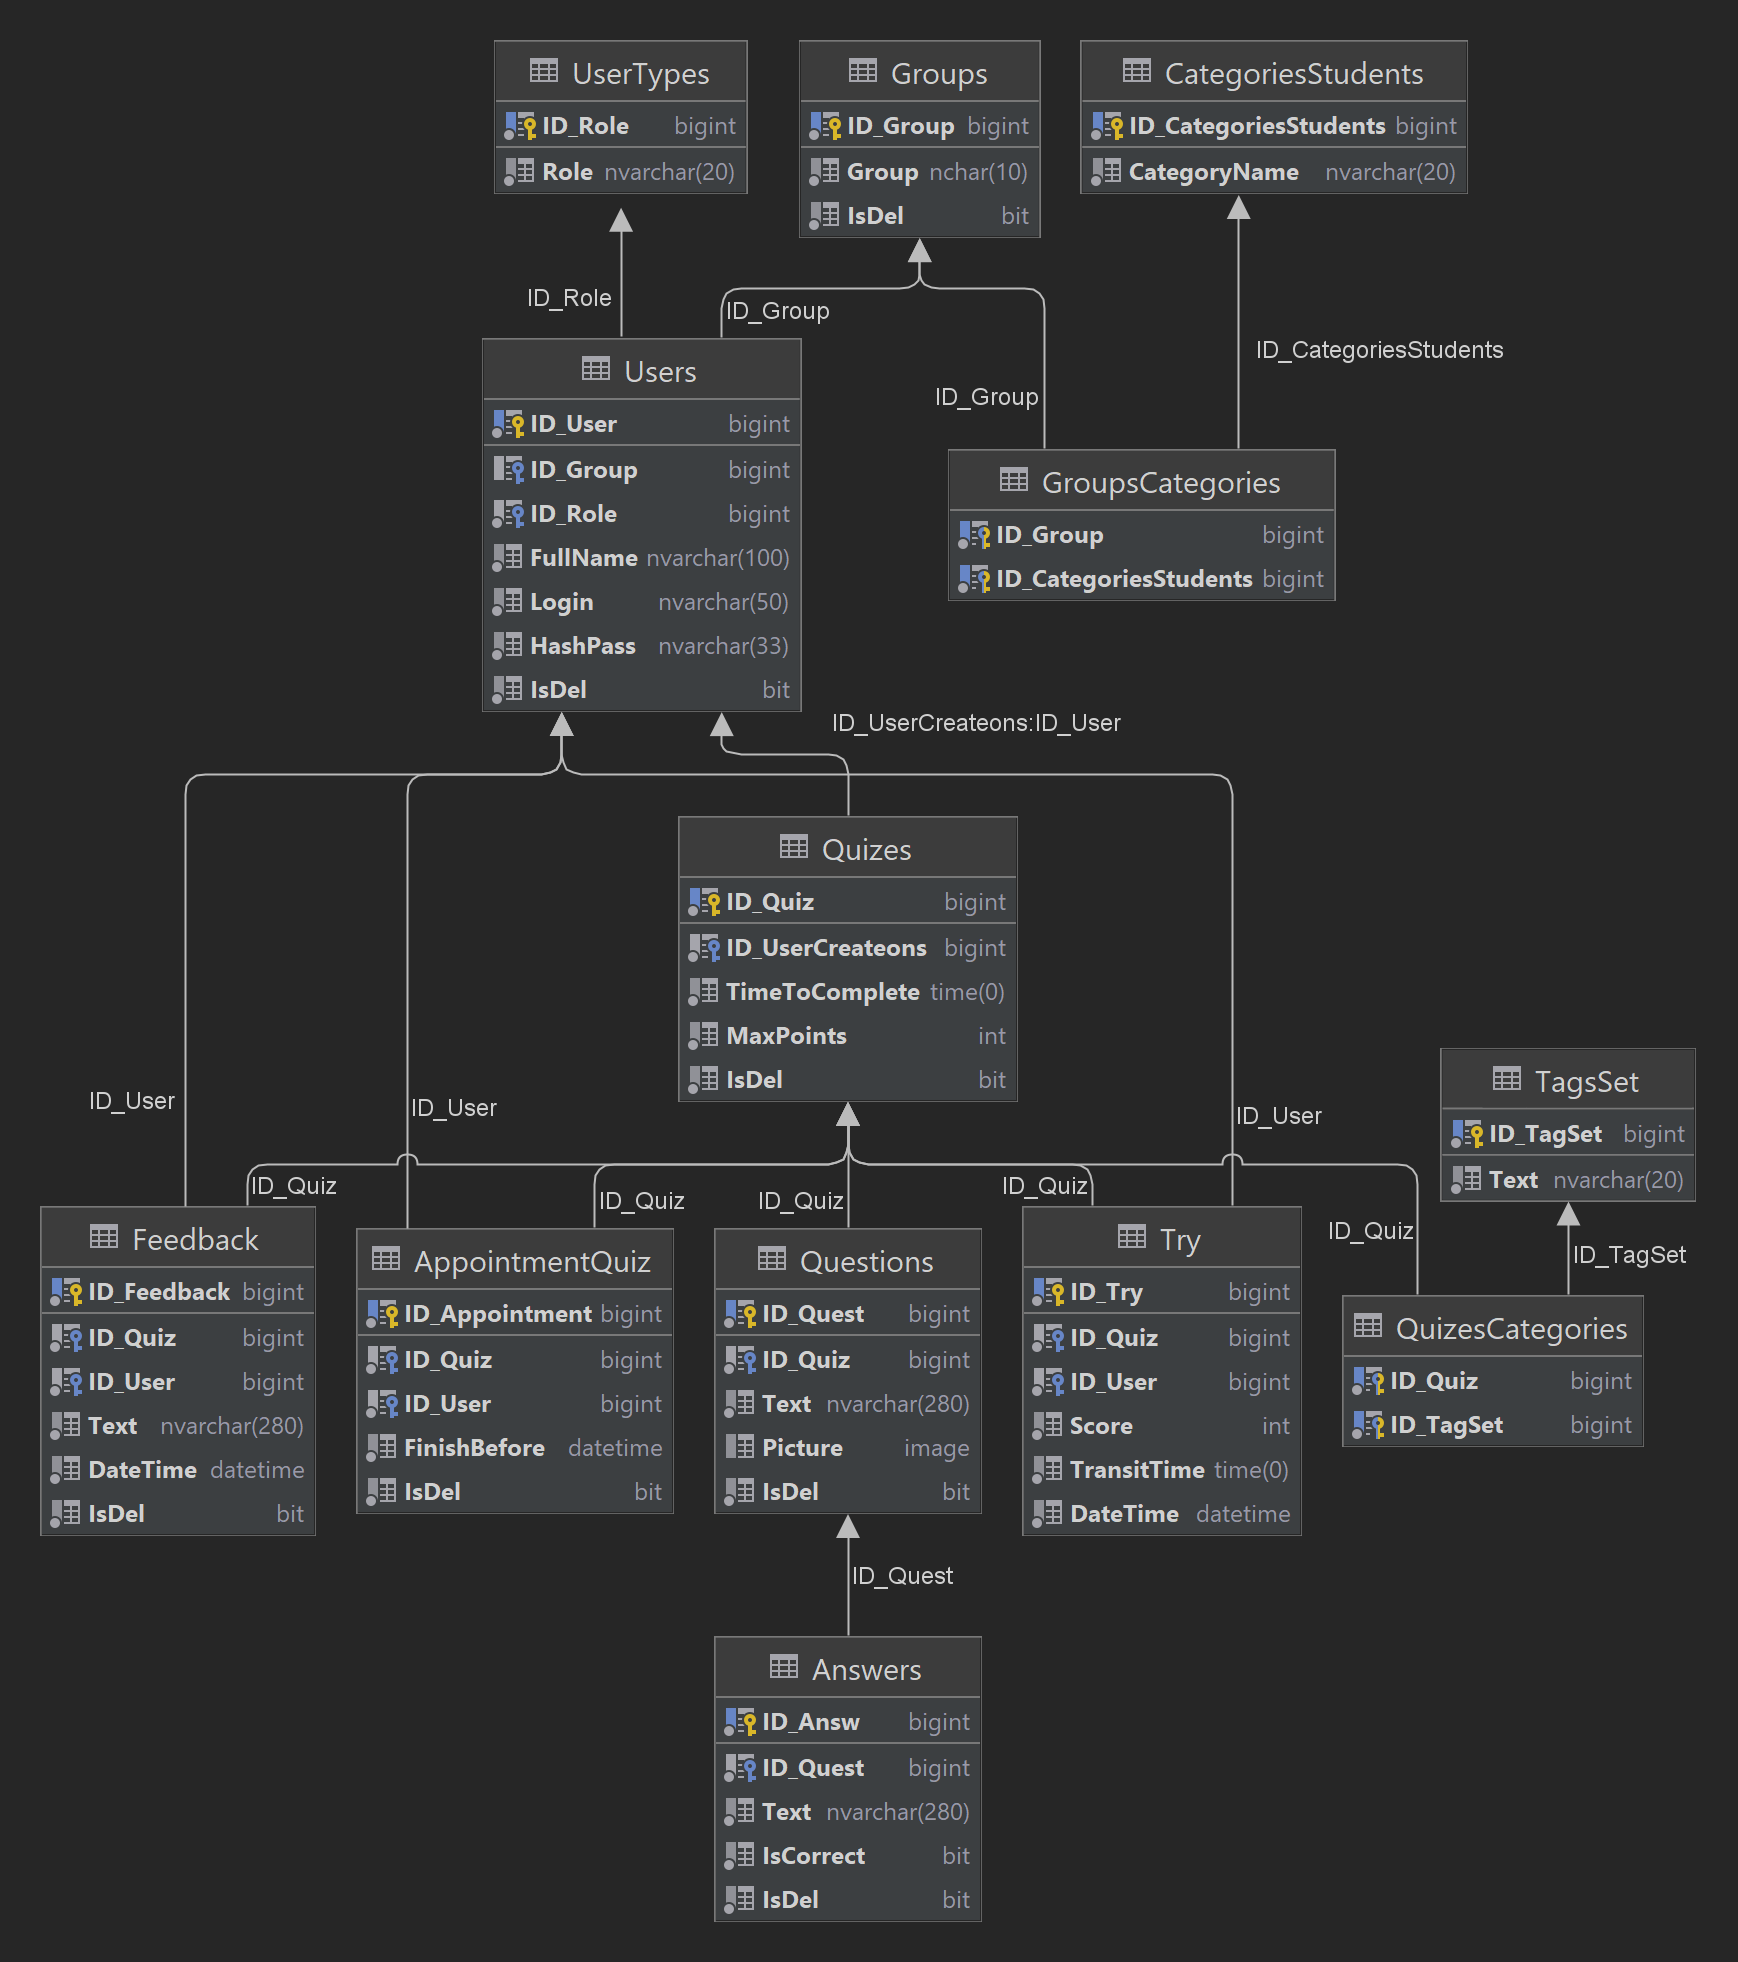 UserTypes
ID_Role bigint
Role nvarchar(20)
Groups
ID_Group bigint
Group nchar(10)
IsDel bit
CategoriesStudents
ID_CategoriesStudents bigint
CategoryName nvarchar(20)
ID_Role
ID_Group
ID_Group
ID_CategoriesStudents
Users
ID_User bigint
ID_Group bigint
ID_Role bigint
FullName nvarchar(100)
Login nvarchar(50)
HashPass nvarchar(33)
IsDel bit
GroupsCategories
ID_Group bigint
ID_CategoriesStudents bigint
ID_UserCreateons:ID_User
Quizes
ID_Quiz bigint
ID_UserCreateons bigint
TimeToComplete time(0)
MaxPoints int
IsDel bit
ID_User
ID_User
ID_User
TagsSet
ID_TagSet bigint
Text nvarchar(20)
ID_Quiz
ID_Quiz
ID_Quiz
ID_Quiz
ID_Quiz
ID_TagSet
Feedback
ID_Feedback bigint
ID_Quiz bigint
ID_User bigint
Text nvarchar(280)
DateTime datetime
IsDel bit
AppointmentQuiz
ID_Appointment bigint
ID_Quiz bigint
ID_User bigint
FinishBefore datetime
IsDel bit
Questions
ID_Quest bigint
ID_Quiz bigint
Text nvarchar(280)
Picture image
IsDel bit
Try
ID_Try bigint
ID_Quiz bigint
ID_User bigint
Score int
TransitTime time(0)
DateTime datetime
QuizesCategories
ID_Quiz bigint
ID_TagSet bigint
ID_Quest
Answers
ID_Answ bigint
ID_Quest bigint
Text nvarchar(280)
IsCorrect bit
IsDel bit